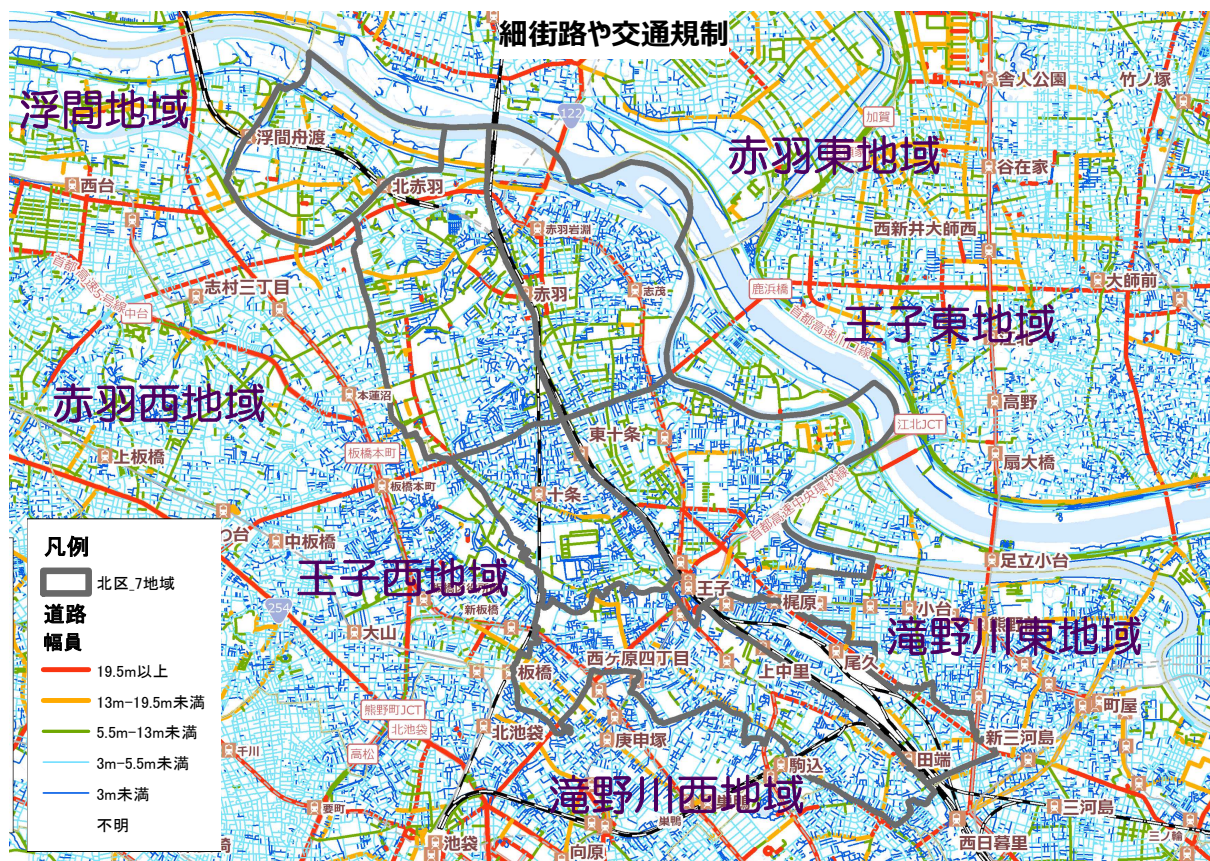 細街路や交通規制
浮間地域
浮間舟渡
西台
北赤羽
122
加賀
舎人公園
竹ノ塚
赤羽東地域
谷在家
赤羽岩淵
西新井大師西
首都高速5号線
中台
志村三丁目
赤羽
志茂
鹿浜橋
大師前
首都高速川口線
王子東地域
赤羽西地域
本蓮沼
高野
江北JCT
上板橋
板橋本町
板橋本町
東十条
扇大橋
十条
首都高速中央環状線
中板橋
足立小台
王子西地域
新板橋
王子
梶原
小台
254
大山
滝野川東地域
西ケ原四丁目
上中里
尾久
板橋
熊野町JCT
北池袋
北池袋
高松
庚申塚
町屋
新三河島
千川
駒込
田端
滝野川西地域
要町
巣鴨
三河島
池袋
向原
西日暮里
三ノ輪
凡例
北区_7地域
道路
幅員
19.5m以上
13m-19.5m未満
5.5m-13m未満
3m-5.5m未満
3m未満
不明